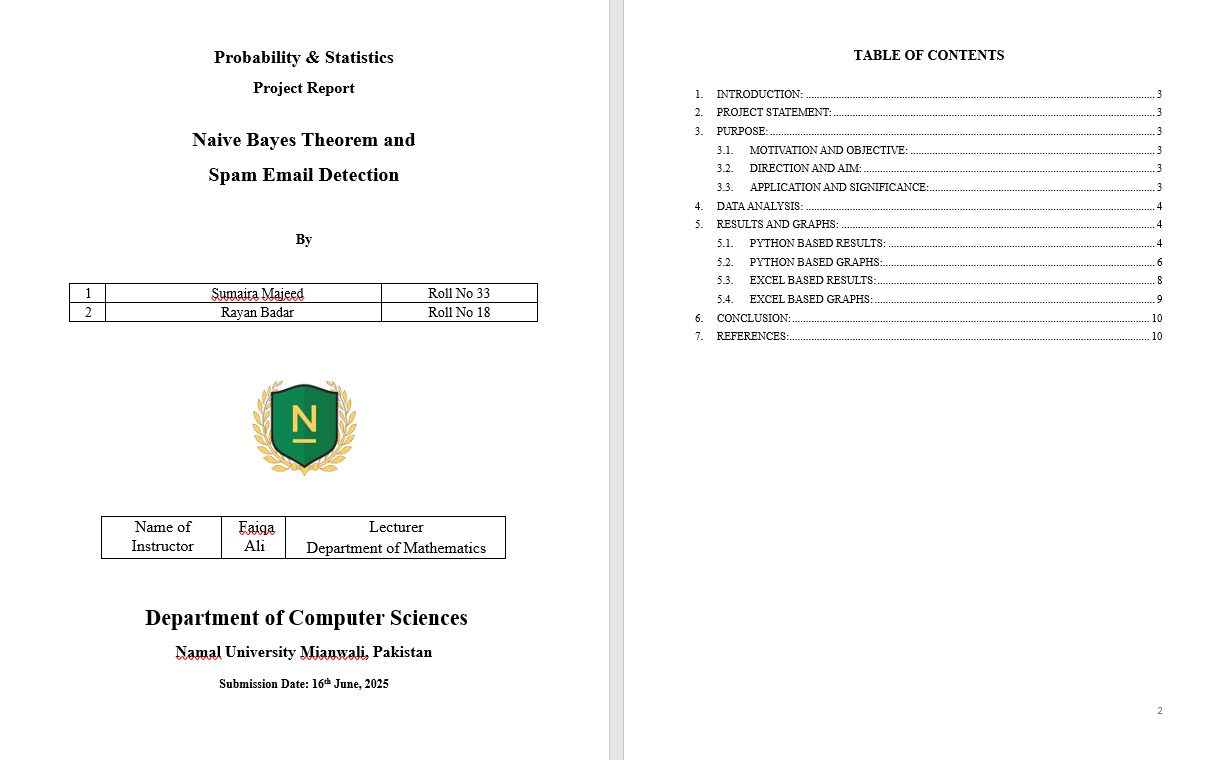 Probability & Statistics
Project Report
Naive Bayes Theorem and
Spam Email Detection
By
1 Sumaira Majeed Roll No 33
2 Rayan Badar Roll No 18
N
Name of Instructor Faiqa Ali Lecturer
Department of Mathematics
Department of Computer Sciences
Namal University Mianwali, Pakistan
Submission Date: 16th June, 2025
TABLE OF CONTENTS
1. INTRODUCTION: 3
2. PROJECT STATEMENT: 3
3. PURPOSE: 3
3.1. MOTIVATION AND OBJECTIVE: 3
3.2. DIRECTION AND AIM: 3
3.3. APPLICATION AND SIGNIFICANCE: 3
4. DATA ANALYSIS: 4
5. RESULTS AND GRAPHS: 4
5.1. PYTHON BASED RESULTS: 4
5.2. PYTHON BASED GRAPHS: 6
5.3. EXCEL BASED RESULTS: 8
5.4. EXCEL BASED GRAPHS: 9
6. CONCLUSION: 10
7. REFERENCES: 10
2